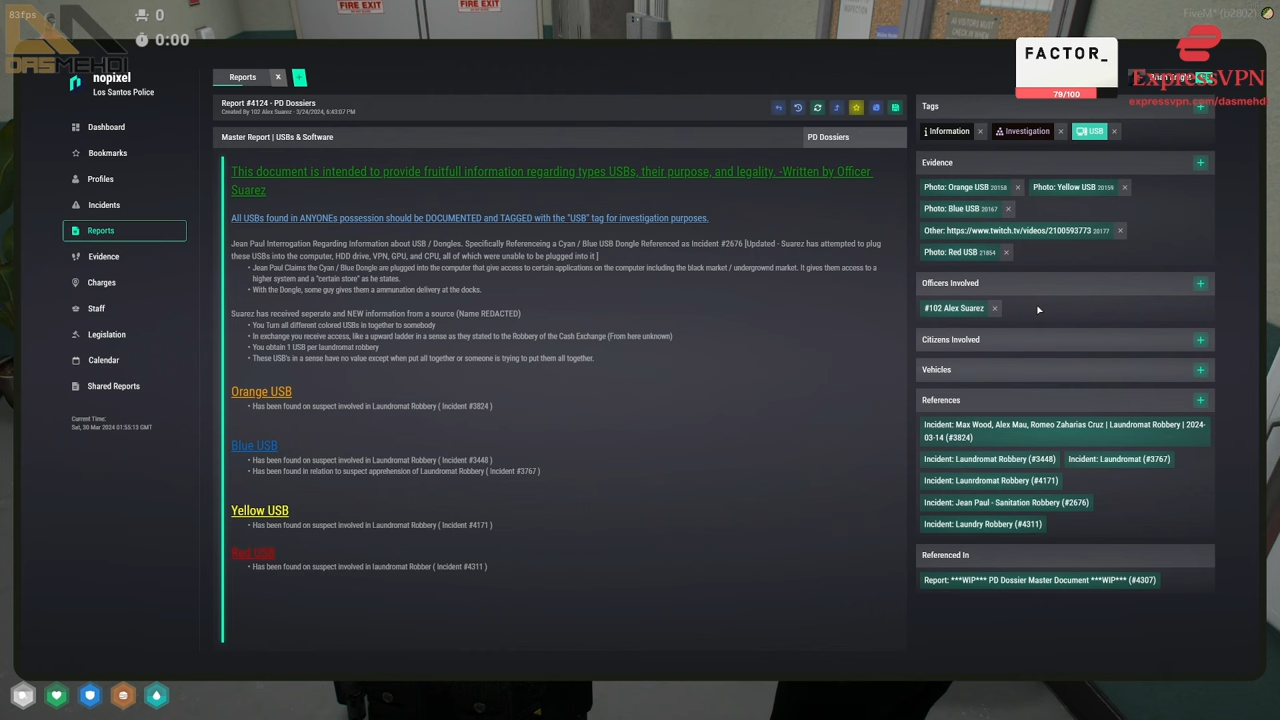 83fps
0
0:00
DASMEHDI
FIRE EXIT
FIRE EXIT
FiveM® (b2802)
FACTOR_
79/100
ExpressVPN
expressvpn.com/dasmehdi
nopixel
Los Santos Police
Dashboard
Bookmarks
Profiles
Incidents
Reports
Evidence
Charges
Staff
Legislation
Calendar
Shared Reports
Current Time:
Sat, 30 Mar 2024 01:55:13 GMT
Reports x +
Report #4124 - PD Dossiers
Created By 102 Alex Suarez - 3/24/2024, 6:43:07 PM
Master Report | USBs & Software PD Dossiers
This document is intended to provide fruitfull information regarding types USBs, their purpose, and legality. -Written by Officer
Suarez
All USBs found in ANYONEs possession should be DOCUMENTED and TAGGED with the "USB" tag for investigation purposes.
Jean Paul Interrogation Regarding Information about USB / Dongles. Specifically Referenceing a Cyan / Blue USB Dongle Referenced as Incident #2676 [Updated - Suarez has attempted to plug
these USBs into the computer, HDD drive, VPN, GPU, and CPU, all of which were unable to be plugged into it ]
• Jean Paul Claims the Cyan / Blue Dongle are plugged into the computer that give access to certain applications on the computer including the black market / undergrownd market. It gives them access to a
higher system and a "certain store" as he states.
• With the Dongle, some guy gives them a ammunation delivery at the docks.
Suarez has received seperate and NEW information from a source (Name REDACTED)
• You Turn all different colored USBs in together to somebody
• In exchange you receive access, like a upward ladder in a sense as they stated to the Robbery of the Cash Exchange (From here unknown)
• You obtain 1 USB per laundromat robbery
• These USB's in a sense have no value except when put all together or someone is trying to put them all together.
Orange USB
• Has been found on suspect involved in Laundromat Robbery ( Incident #3824 )
Blue USB
• Has been found on suspect involved in Laundromat Robbery ( Incident #3448 )
• Has been found in relation to suspect apprehension of Laundromat Robbery ( Incident #3767 )
Yellow USB
• Has been found on suspect involved in Laundromat Robbery ( Incident #4171 )
Red USB
• Has been found on suspect involved in laundromat Robber ( Incident #4311 )
Tags +
Information x Investigation x USB x
Evidence +
Photo: Orange USB 20158 x Photo: Yellow USB 20159 x
Photo: Blue USB 20167 x
Other: https://www.twitch.tv/videos/2100593773 20177 x
Photo: Red USB 21854 x
Officers Involved +
#102 Alex Suarez x
Citizens Involved +
Vehicles +
References +
Incident: Max Wood, Alex Mau, Romeo Zaharias Cruz | Laundromat Robbery | 2024-
03-14 (#3824)
Incident: Laundromat Robbery (#3448) Incident: Laundromat (#3767)
Incident: Launrdromat Robbery (#4171)
Incident: Jean Paul - Sanitation Robbery (#2676)
Incident: Laundry Robbery (#4311)
Referenced In
Report: ***WIP*** PD Dossier Master Document ***WIP*** (#4307)